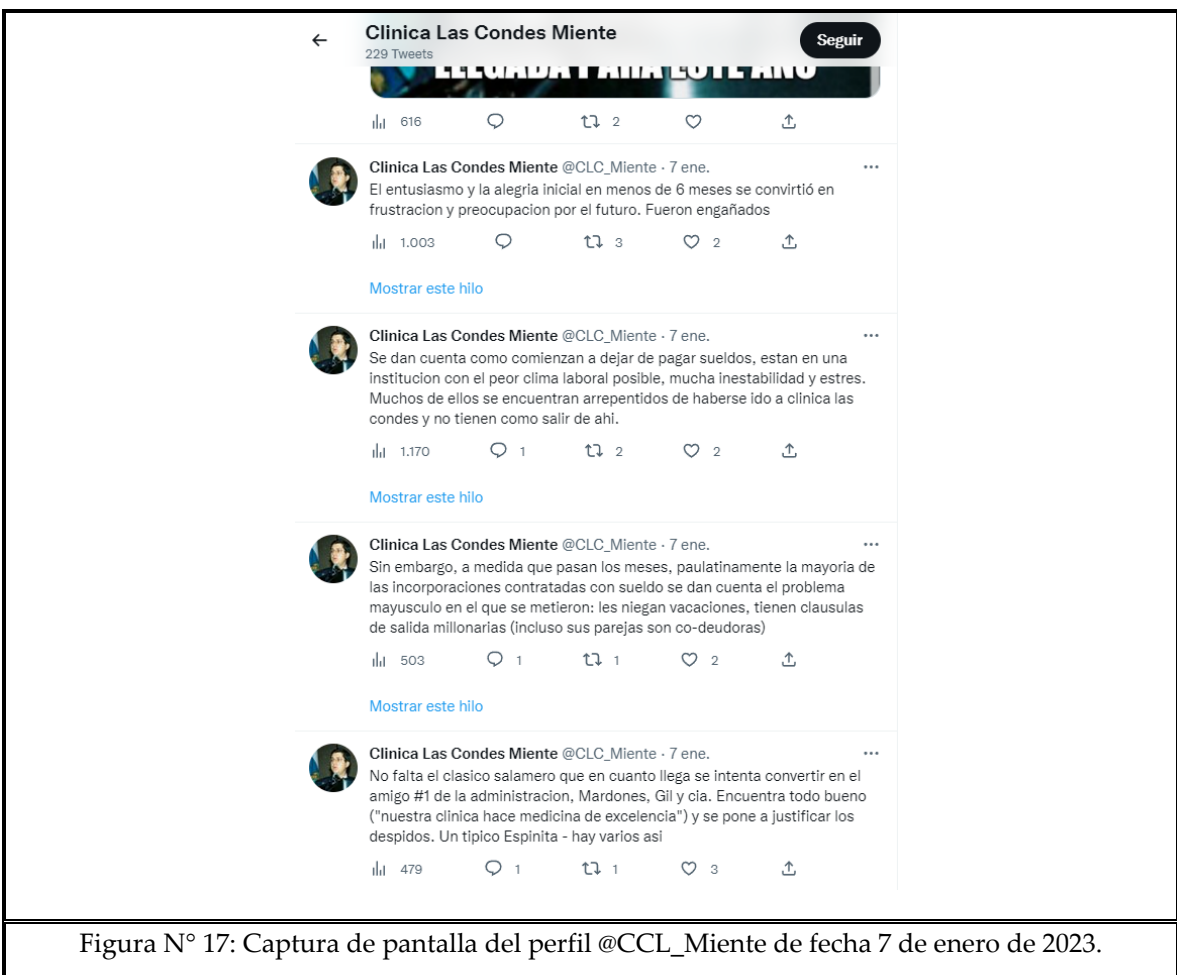 Clinica Las Condes Miente
229 Tweets
Seguir
LLEGADA PARA ESTE AÑO
616 2
Clinica Las Condes Miente @CLC_Miente · 7 ene.
El entusiasmo y la alegria inicial en menos de 6 meses se convirtió en
frustracion y preocupacion por el futuro. Fueron engañados
1.003 3 2
Mostrar este hilo
Clinica Las Condes Miente @CLC_Miente · 7 ene.
Se dan cuenta como comienzan a dejar de pagar sueldos, estan en una
institucion con el peor clima laboral posible, mucha inestabilidad y estres.
Muchos de ellos se encuentran arrepentidos de haberse ido a clinica las
condes y no tienen como salir de ahi.
1.170 1 2 2
Mostrar este hilo
Clinica Las Condes Miente @CLC_Miente · 7 ene.
Sin embargo, a medida que pasan los meses, paulatinamente la mayoria de
las incorporaciones contratadas con sueldo se dan cuenta el problema
mayusculo en el que se metieron: les niegan vacaciones, tienen clausulas
de salida millonarias (incluso sus parejas son co-deudoras)
503 1 1 2
Mostrar este hilo
Clinica Las Condes Miente @CLC_Miente · 7 ene.
No falta el clasico salamero que en cuanto llega se intenta convertir en el
amigo #1 de la administracion, Mardones, Gil y cia. Encuentra todo bueno
("nuestra clinica hace medicina de excelencia") y se pone a justificar los
despidos. Un tipico Espinita - hay varios asi
479 1 1 3
Figura N° 17: Captura de pantalla del perfil @CCL_Miente de fecha 7 de enero de 2023.